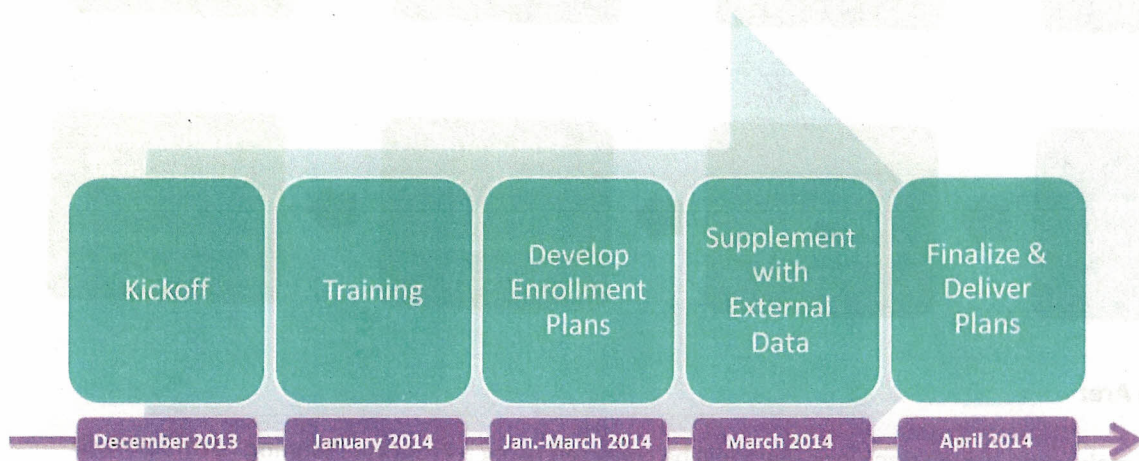 Kickoff
Training
Develop
Enrollment
Plans
Supplement
with
External
Data
Finalize &
Deliver
Plans
December 2013
January 2014
Jan.-March 2014
March 2014
April 2014